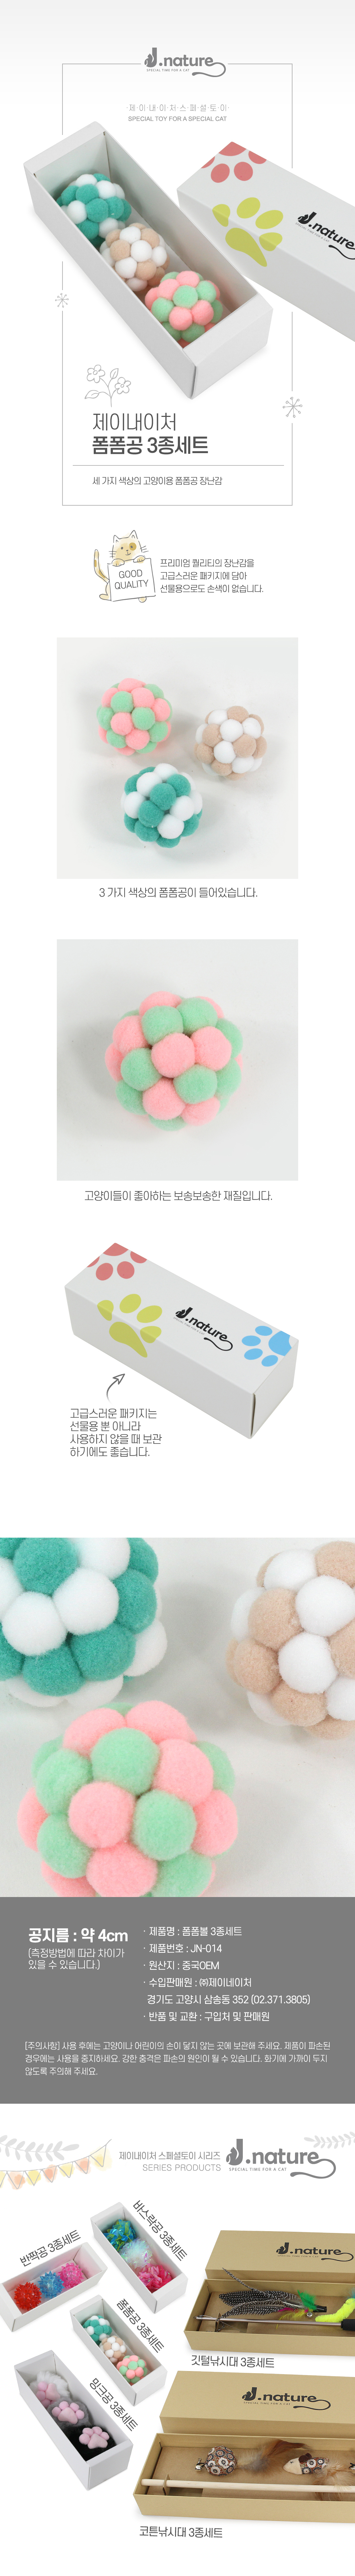 J.nature
SPECIAL TIME FOR A CAT
·제·이·내·이·처·스·페·셜·토·이·
SPECIAL TOY FOR A SPECIAL CAT
J.nature
제이내이처
폼폼공 3종세트
세 가지 색상의 고양이용 폼폼공 장난감
GOOD
QUALITY
프리미엄 퀄리티의 장난감을
고급스러운 패키지에 담아
선물용으로도 손색이 없습니다.
3 가지 색상의 폼폼공이 들어있습니다.
고양이들이 좋아하는 보송보송한 재질입니다.
J.nature
고급스러운 패키지는
선물용 뿐 아니라
사용하지 않을 때 보관
하기에도 좋습니다.
공지름 : 약 4cm
(측정방법에 따라 차이가
있을 수 있습니다.)
· 제품명 : 폼폼볼 3종세트
· 제품번호 : JN-014
· 원산지 : 중국OEM
· 수입판매원 : ㈜제이네이처
경기도 고양시 삼송동 352 (02.371.3805)
· 반품 및 교환 : 구입처 및 판매원
[주의사항] 사용 후에는 고양이나 어린이의 손이 닿지 않는 곳에 보관해 주세요. 제품이 파손된
경우에는 사용을 중지하세요. 강한 충격은 파손의 원인이 될 수 있습니다. 화기에 가까이 두지
않도록 주의해 주세요.
제이내이처 스페셜토이 시리즈
SERIES PRODUCTS
J.nature
SPECIAL TIME FOR A CAT
반짝공 3종세트
바스락공 3종세트
폼폼공 3종세트
밍크공 3종세트
J.nature
깃털낚시대 3종세트
J.nature
SPECIAL TIME FOR A CAT
코튼낚시대 3종세트